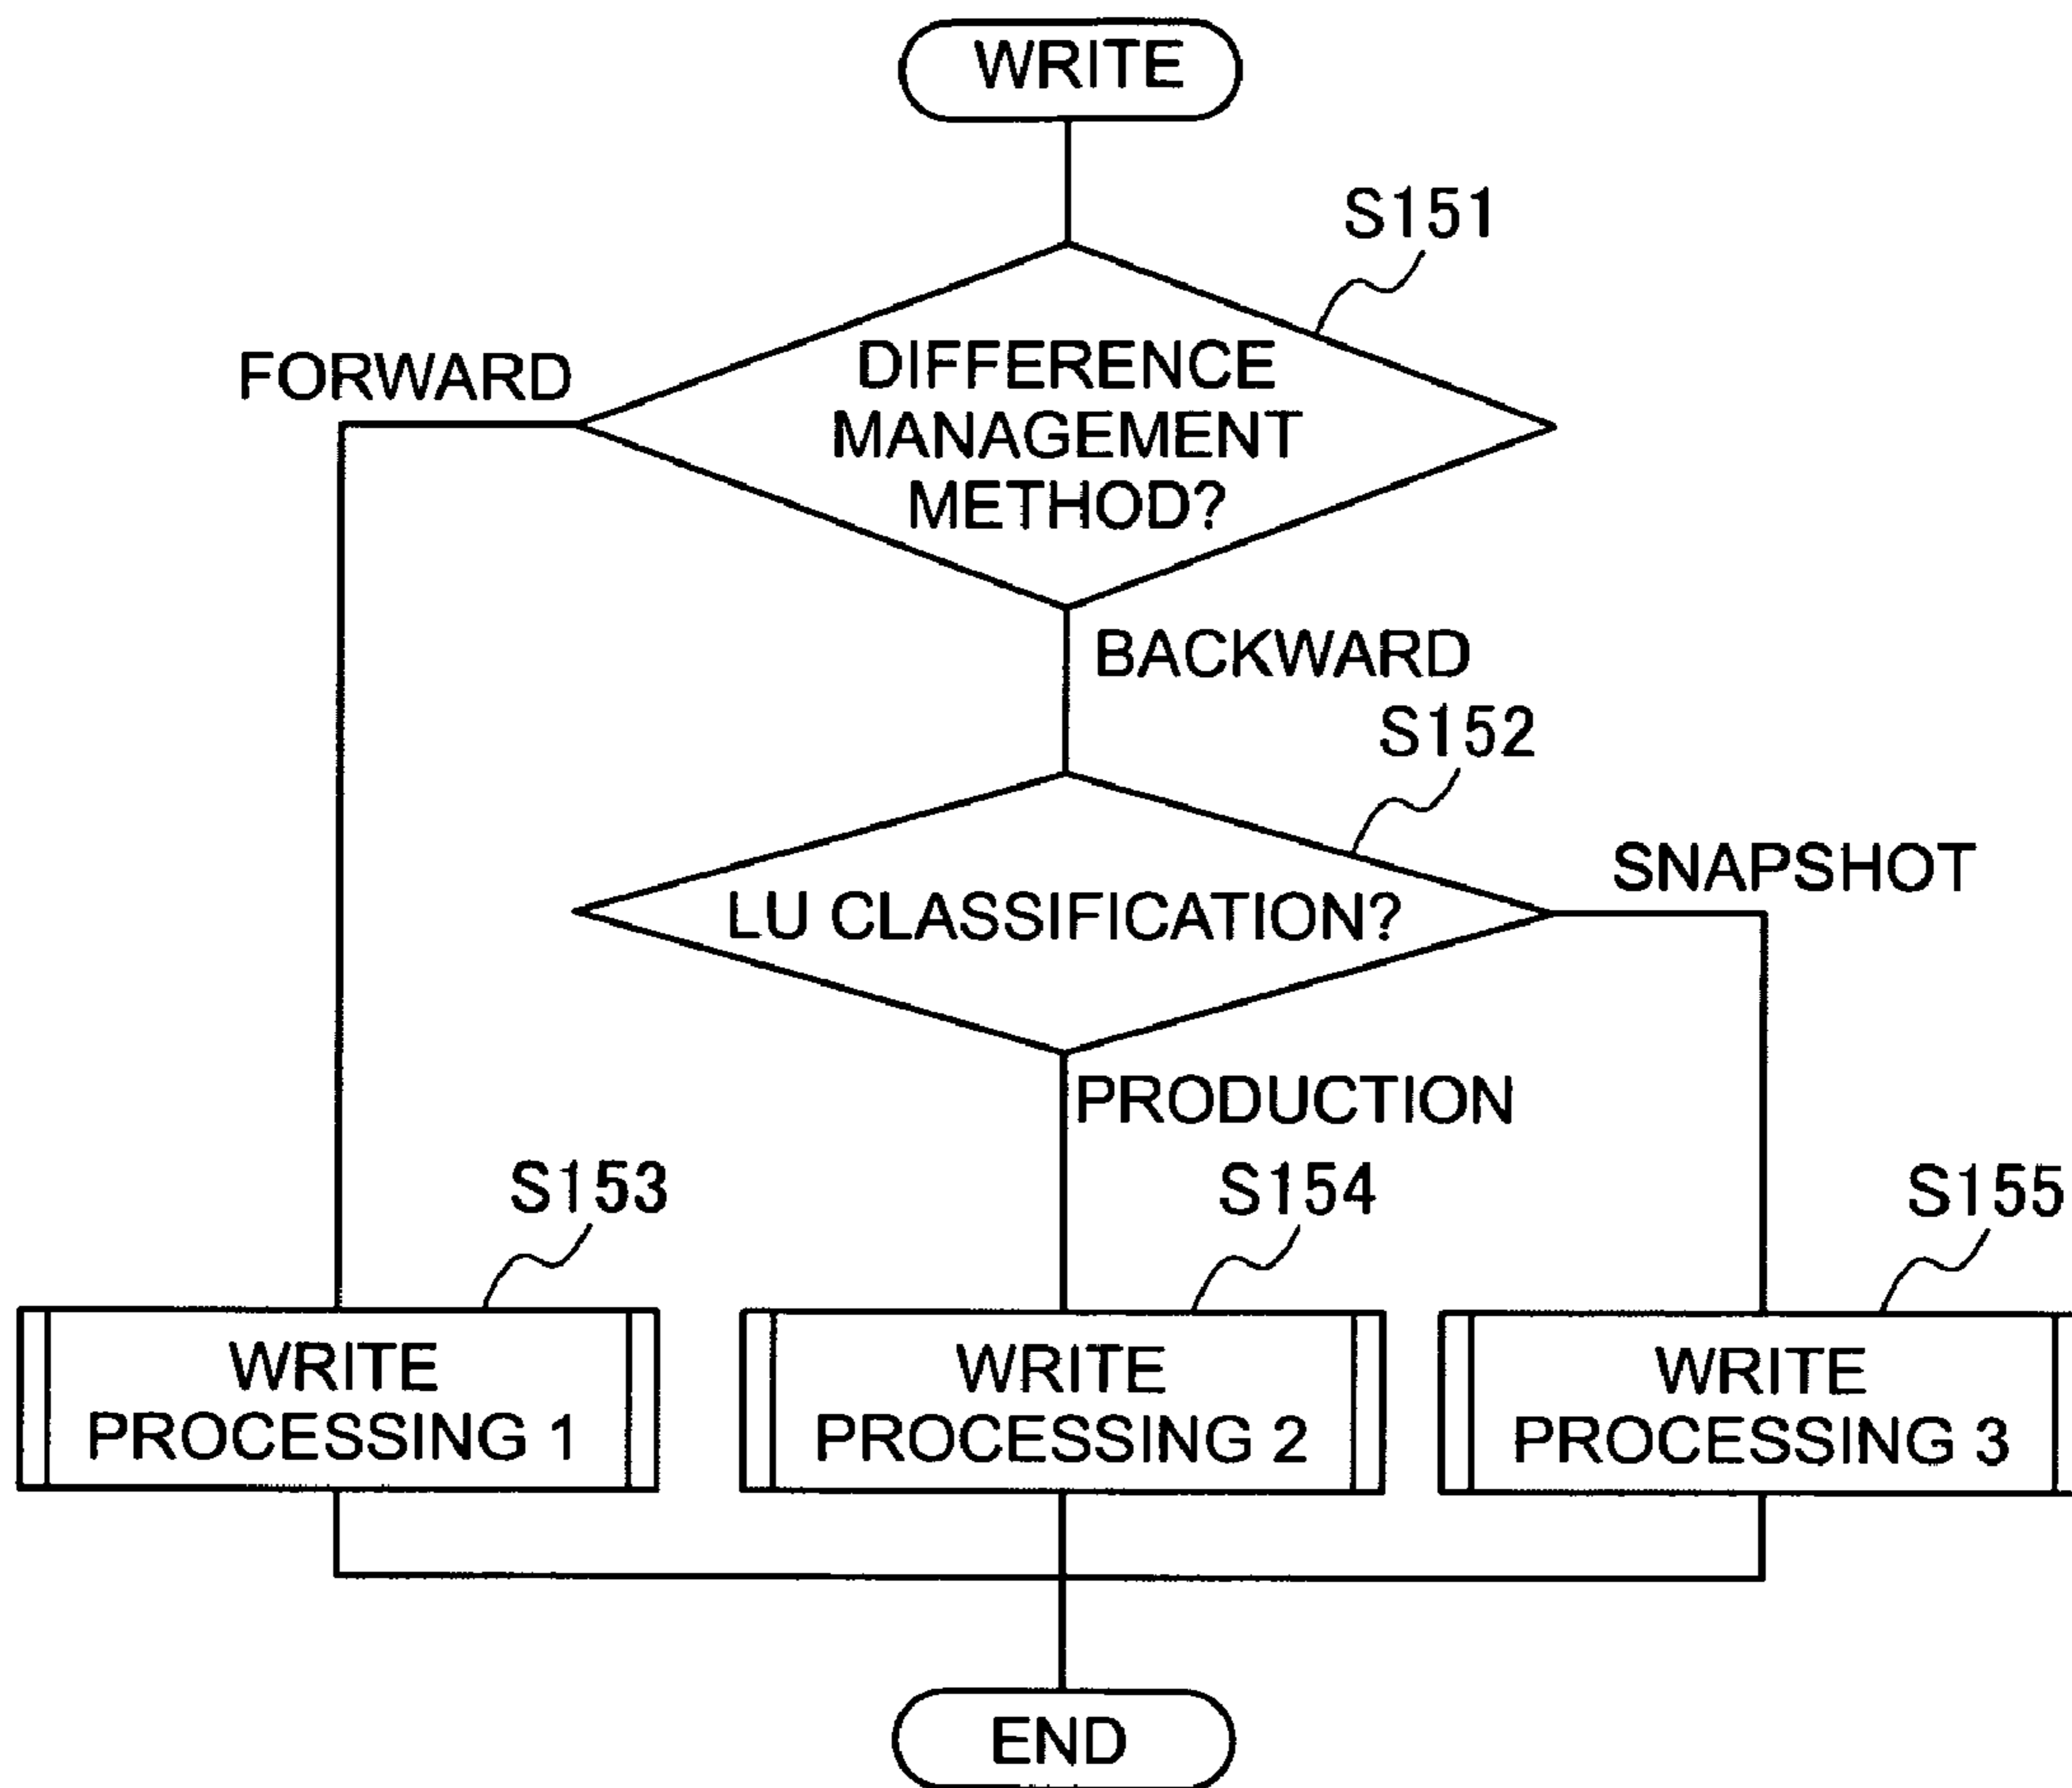 WRITE
S151
FORWARD
DIFFERENCE
MANAGEMENT
METHOD?
BACKWARD
S152
SNAPSHOT
LU CLASSIFICATION?
PRODUCTION
S153
S154
S155
WRITE
PROCESSING 1
WRITE
PROCESSING 2
WRITE
PROCESSING 3
END